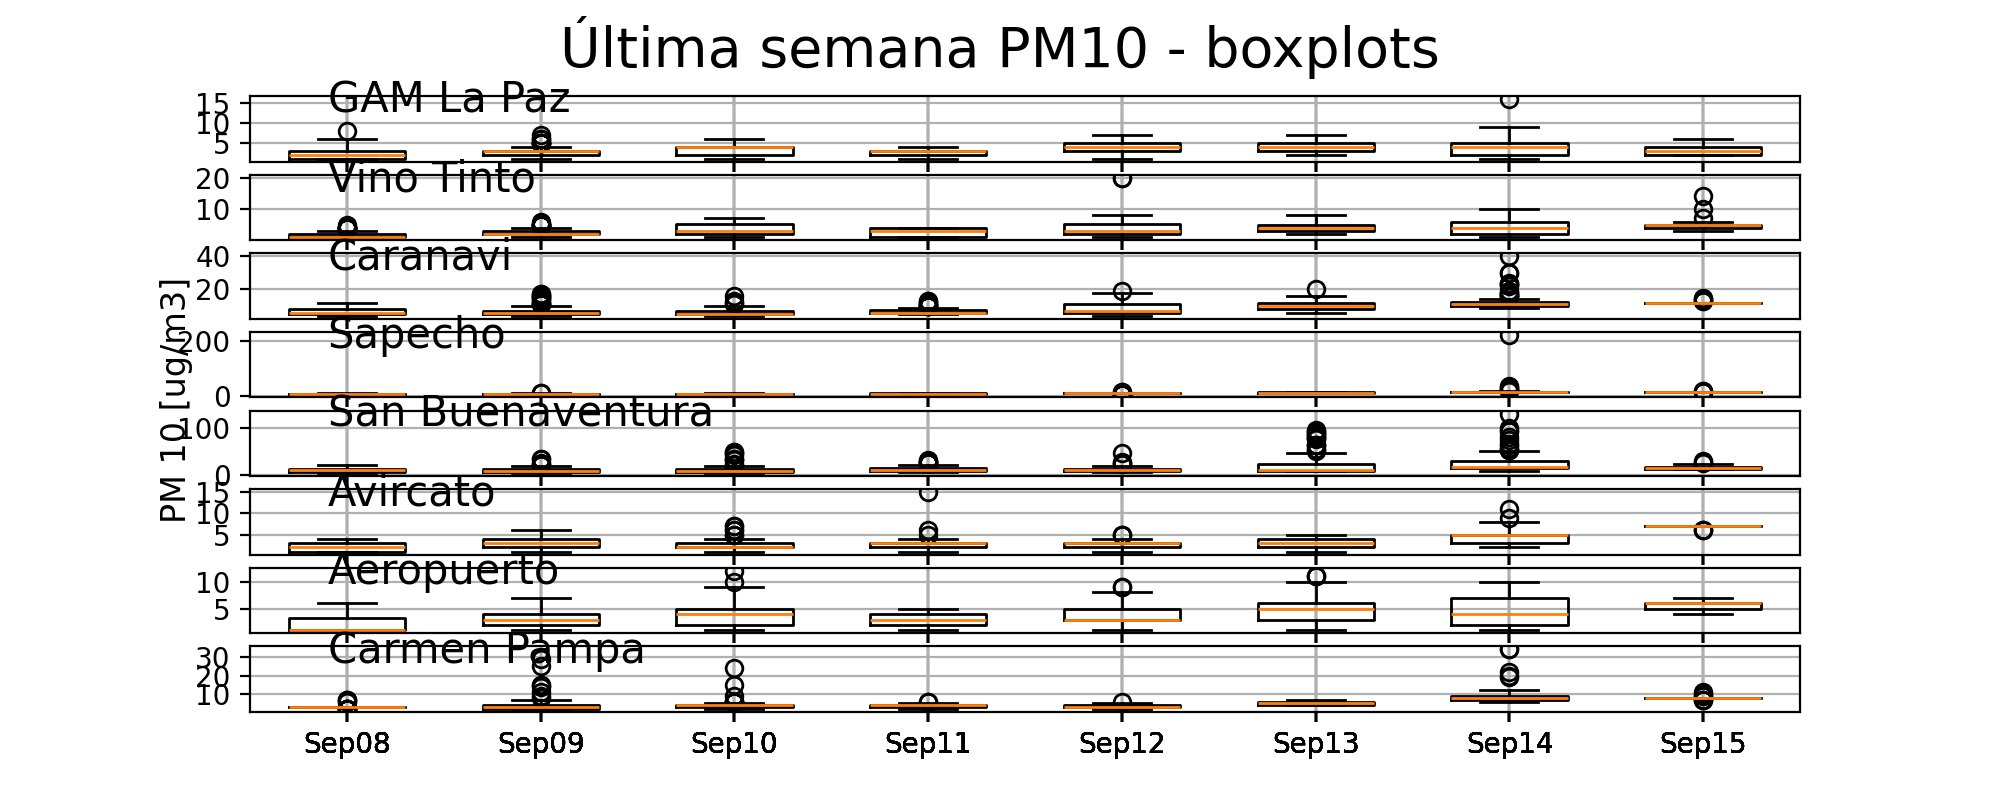 Última semana PM10 - boxplots
GAM La Paz
15
10
5
Vino Tinto
20
10
Caranavi
40
20
Sapecho
200
0
San Buenaventura
100
0
Avircato
15
10
5
Aeropuerto
10
5
Carmen Pampa
30
20
10
PM 10 [ug/m3]
Sep08 Sep09 Sep10 Sep11 Sep12 Sep13 Sep14 Sep15